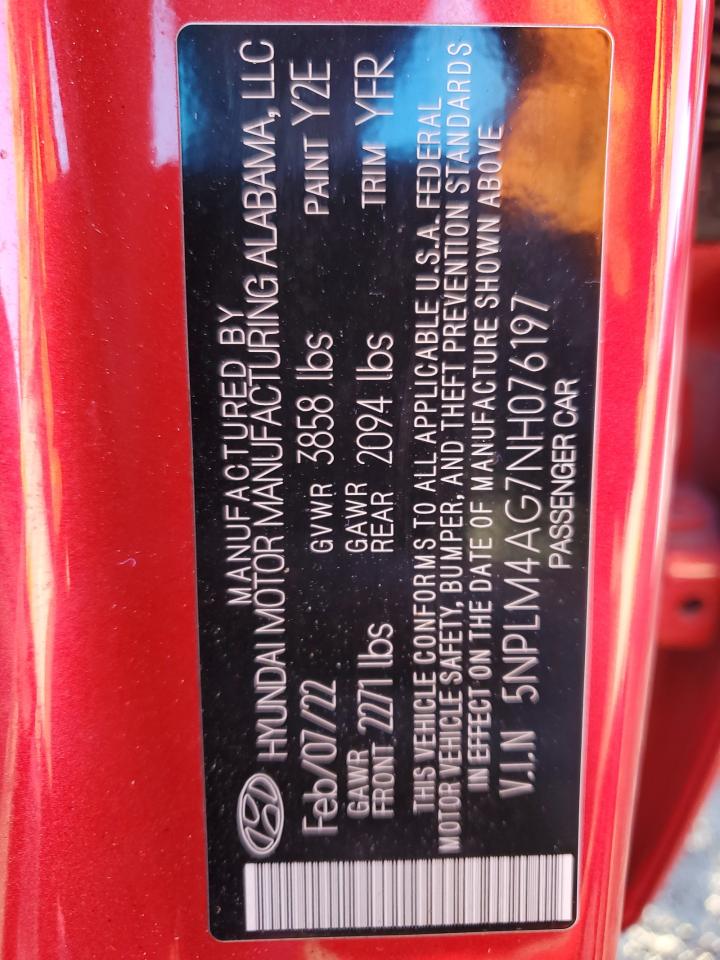 MANUFACTURED BY
HYUNDAI MOTOR MANUFACTURING ALABAMA, LLC
Feb/07/22 GVWR 3858 lbs PAINT Y2E
GAWR FRONT 2271 lbs GAWR REAR 2094 lbs TRIM YFR
THIS VEHICLE CONFORMS TO ALL APPLICABLE U.S.A. FEDERAL
MOTOR VEHICLE SAFETY, BUMPER, AND THEFT PREVENTION STANDARDS
IN EFFECT ON THE DATE OF MANUFACTURE SHOWN ABOVE
V.I.N 5NPLM4AG7NH076197
PASSENGER CAR